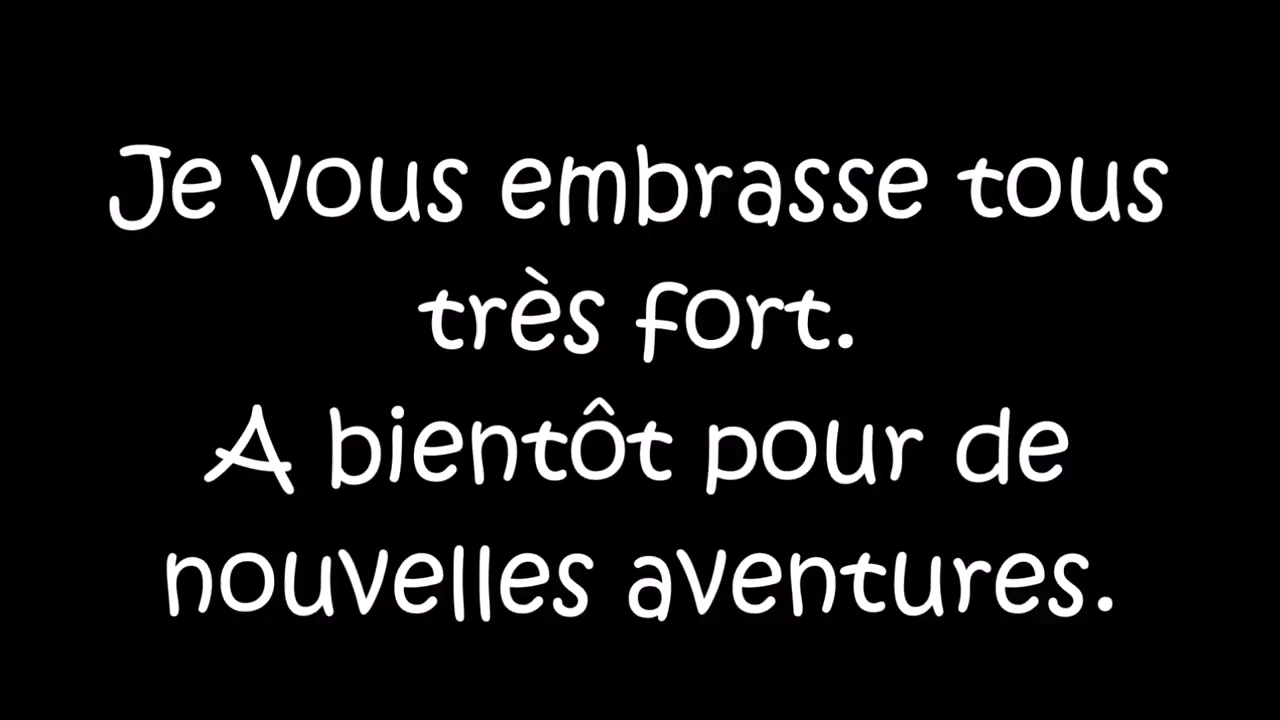 Je vous embrasse tous
très fort.
A bientôt pour de
nouvelles aventures.